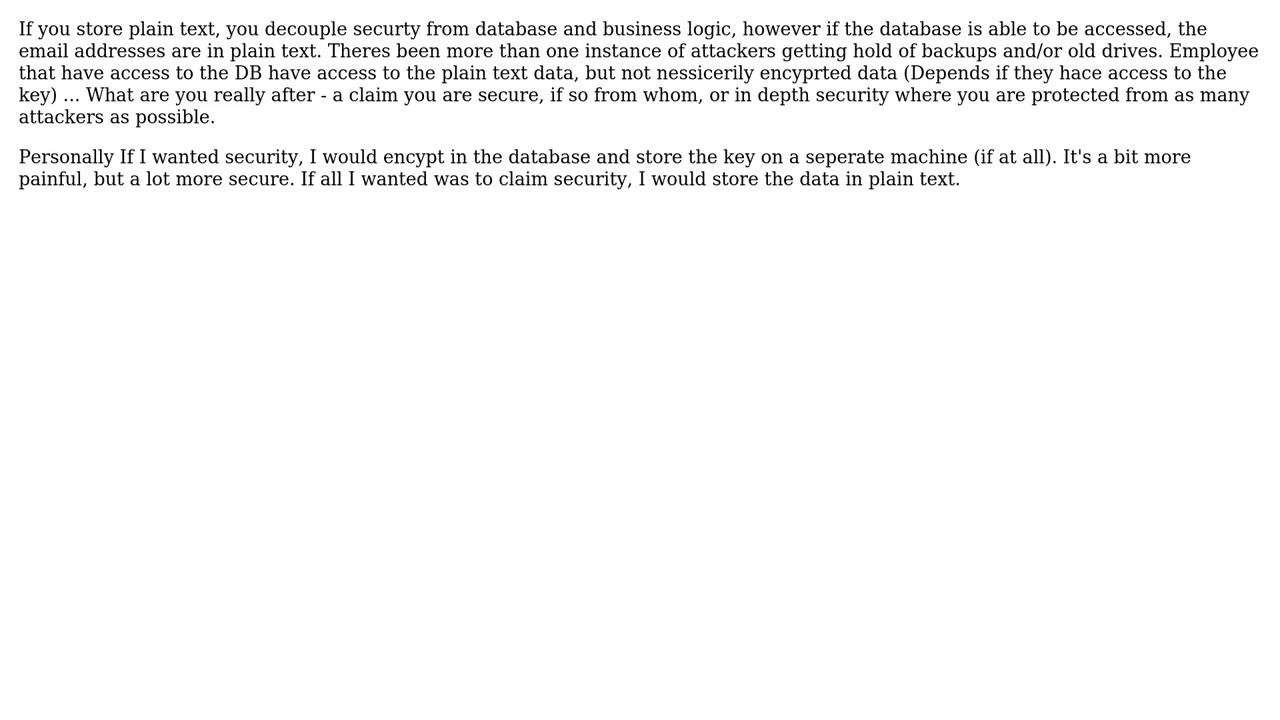 If you store plain text, you decouple securty from database and business logic, however if the database is able to be accessed, the
email addresses are in plain text. Theres been more than one instance of attackers getting hold of backups and/or old drives. Employee
that have access to the DB have access to the plain text data, but not nessicerily encyprted data (Depends if they hace access to the
key) ... What are you really after - a claim you are secure, if so from whom, or in depth security where you are protected from as many
attackers as possible.
Personally If I wanted security, I would encypt in the database and store the key on a seperate machine (if at all). It's a bit more
painful, but a lot more secure. If all I wanted was to claim security, I would store the data in plain text.